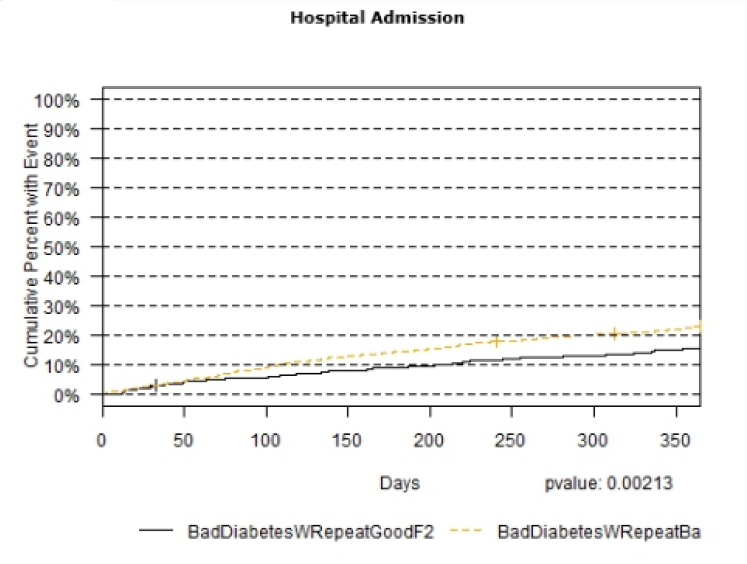 Hospital Admission
Cumulative Percent with Event
100%
90%
80%
70%
60%
50%
40%
30%
20%
10%
0%
0 50 100 150 200 250 300 350
Days pvalue: 0.00213
BadDiabetesWRepeatGoodF2 BadDiabetesWRepeatBa